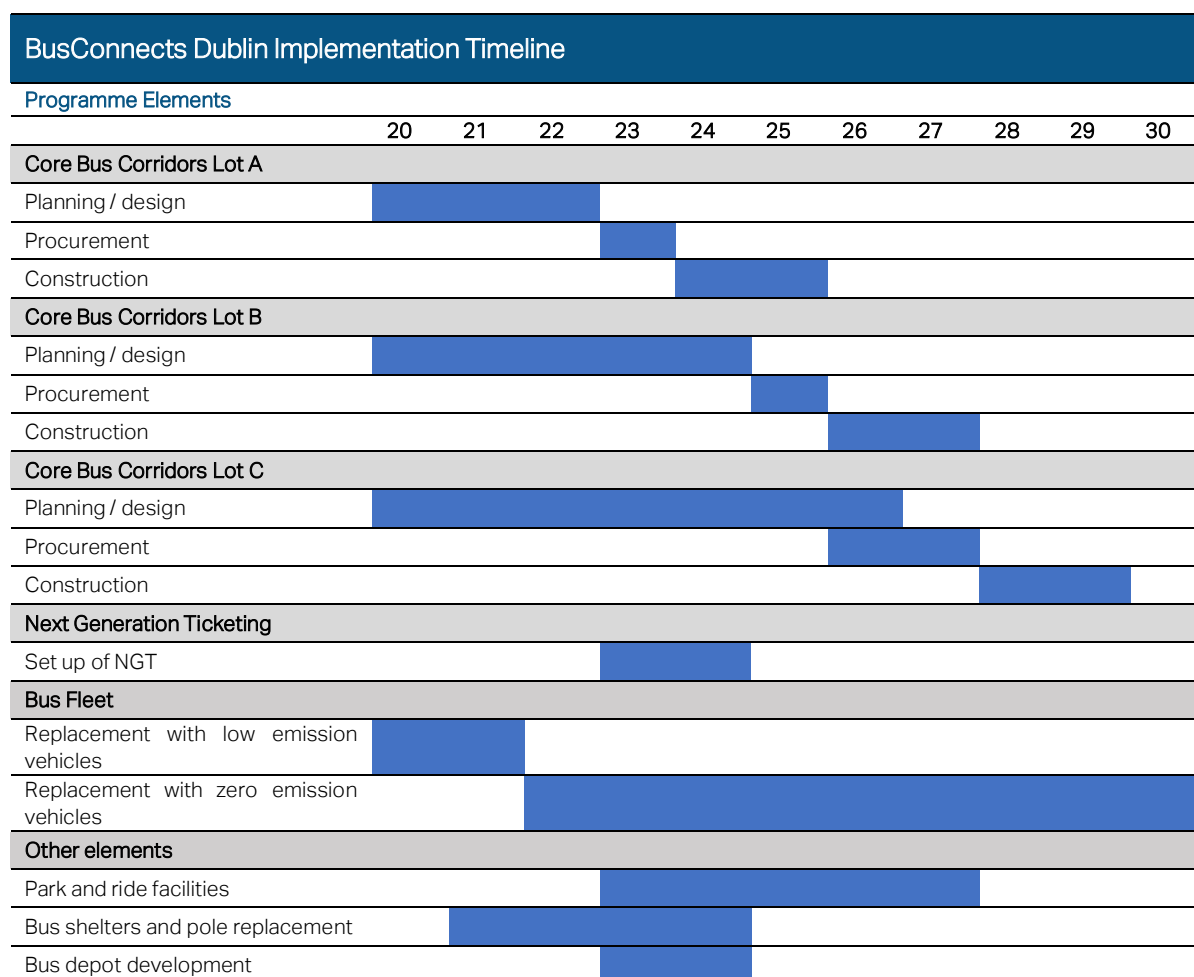 BusConnects Dublin Implementation Timeline
Programme Elements
20 21 22 23 24 25 26 27 28 29 30
Core Bus Corridors Lot A
Planning / design
Procurement
Construction
Core Bus Corridors Lot B
Planning / design
Procurement
Construction
Core Bus Corridors Lot C
Planning / design
Procurement
Construction
Next Generation Ticketing
Set up of NGT
Bus Fleet
Replacement with low emission
vehicles
Replacement with zero emission
vehicles
Other elements
Park and ride facilities
Bus shelters and pole replacement
Bus depot development